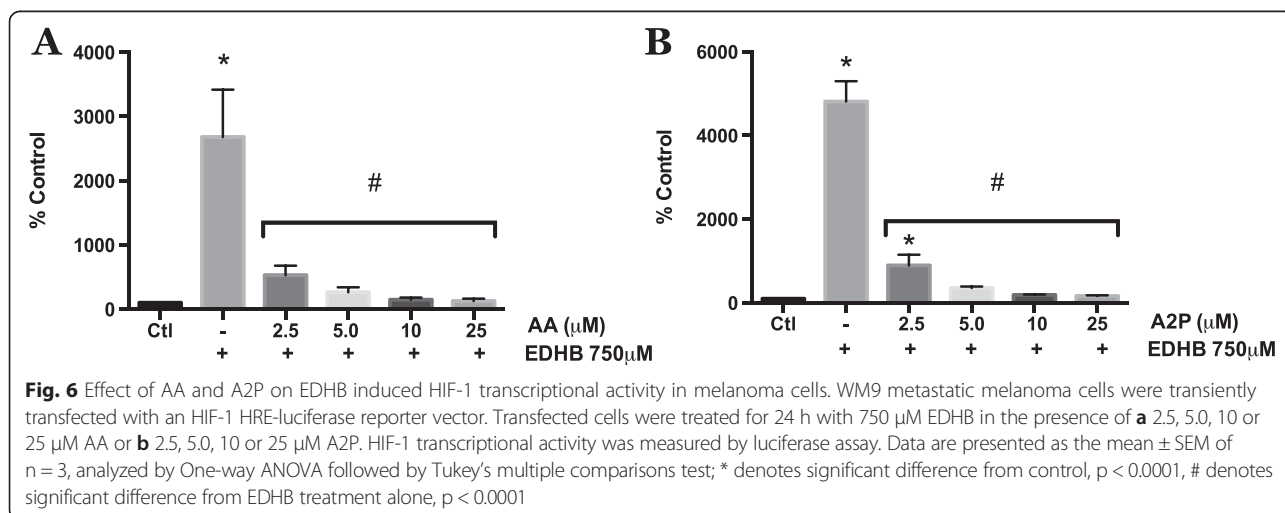 A
B
4000
3000
2000
1000
0
% Control
*
#
Ctl - 2.5 5.0 10 25 AA (μM)
+ + + + + EDHB 750μM
6000
4000
2000
0
% Control
*
*
#
Ctl - 2.5 5.0 10 25 A2P (μM)
+ + + + + EDHB 750μM
Fig. 6 Effect of AA and A2P on EDHB induced HIF-1 transcriptional activity in melanoma cells. WM9 metastatic melanoma cells were transiently
transfected with an HIF-1 HRE-luciferase reporter vector. Transfected cells were treated for 24 h with 750 μM EDHB in the presence of a 2.5, 5.0, 10 or
25 μM AA or b 2.5, 5.0, 10 or 25 μM A2P. HIF-1 transcriptional activity was measured by luciferase assay. Data are presented as the mean ± SEM of
n = 3, analyzed by One-way ANOVA followed by Tukey's multiple comparisons test; * denotes significant difference from control, p < 0.0001, # denotes
significant difference from EDHB treatment alone, p < 0.0001